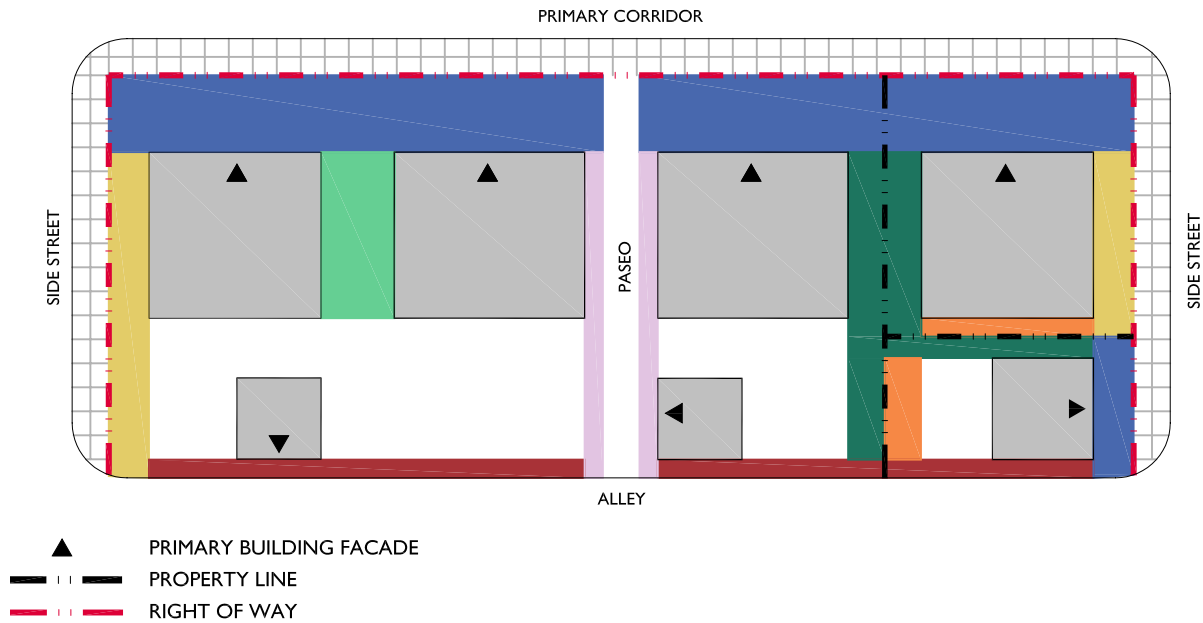 PRIMARY CORRIDOR
SIDE STREET
PASEO
SIDE STREET
ALLEY
PRIMARY BUILDING FACADE
PROPERTY LINE
RIGHT OF WAY